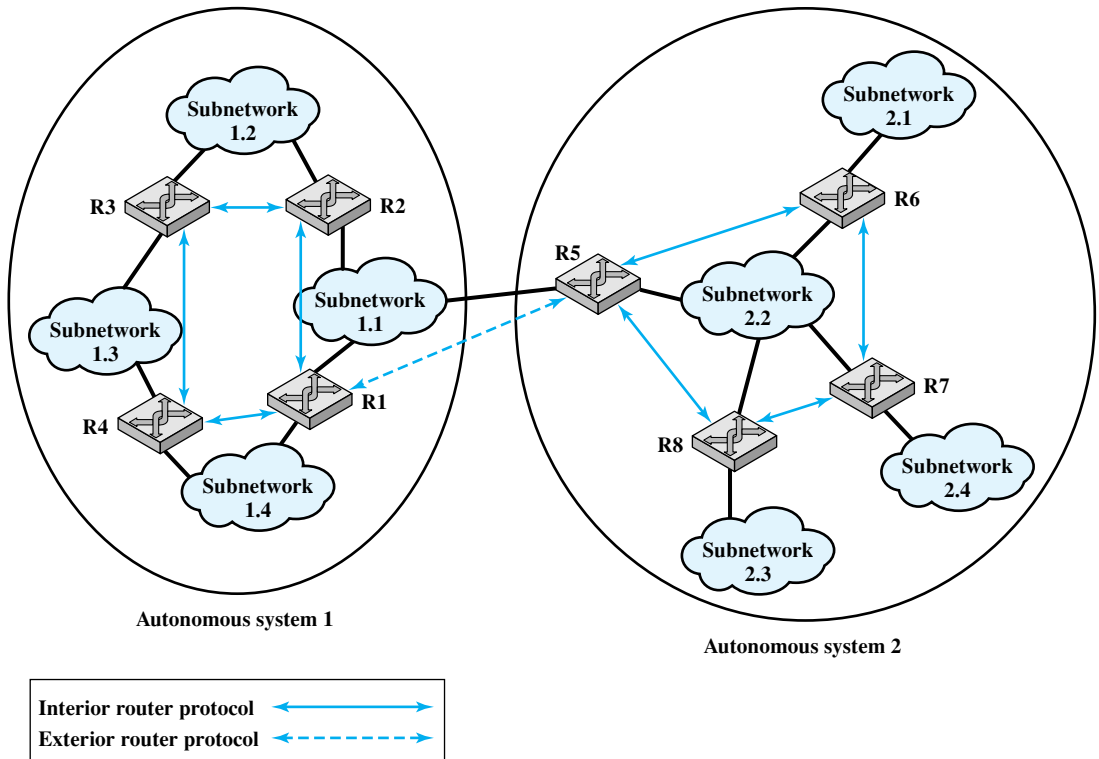 Subnetwork
1.2
Subnetwork
2.1
R3
R2
R6
R5
Subnetwork
1.1
Subnetwork
2.2
Subnetwork
1.3
R4
R1
R7
R8
Subnetwork
1.4
Subnetwork
2.4
Subnetwork
2.3
Autonomous system 1
Autonomous system 2
Interior router protocol
Exterior router protocol